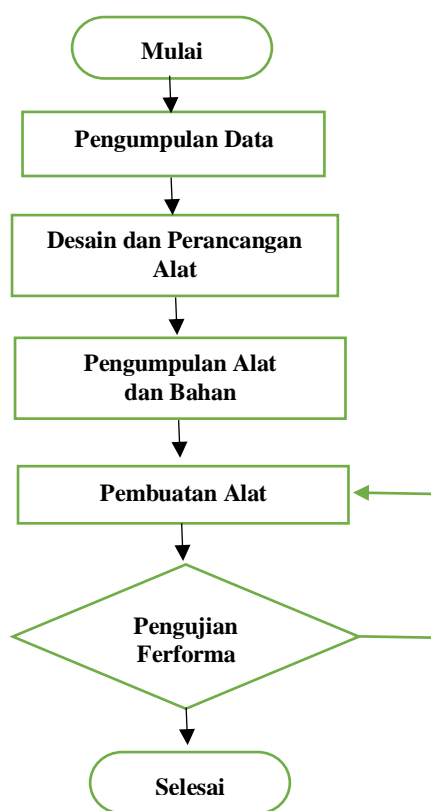 Mulai
Pengumpulan Data
Desain dan Perancangan
Alat
Pengumpulan Alat
dan Bahan
Pembuatan Alat
Pengujian
Ferforma
Selesai